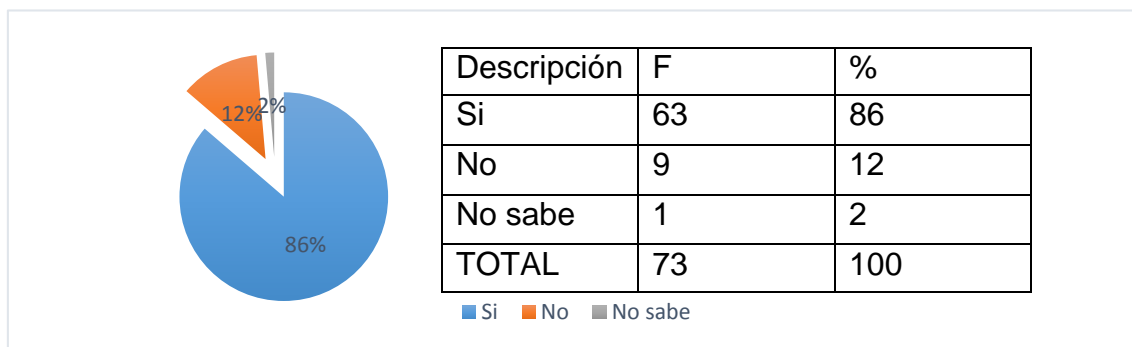 12% 2%
86%
Descripción F %
Si 63 86
No 9 12
No sabe 1 2
TOTAL 73 100
Si No No sabe